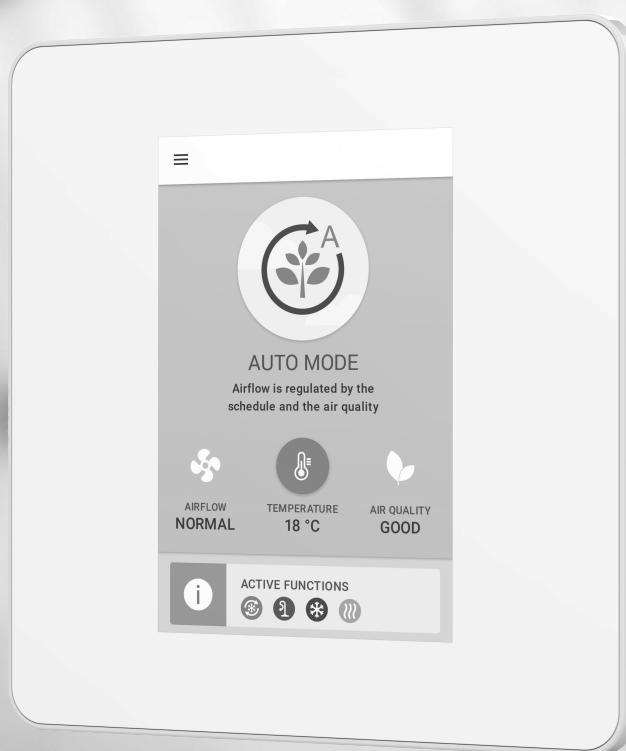 A
AUTO MODE
Airflow is regulated by the
schedule and the air quality
AIRFLOW
NORMAL
TEMPERATURE
18 °C
AIR QUALITY
GOOD
i
ACTIVE FUNCTIONS